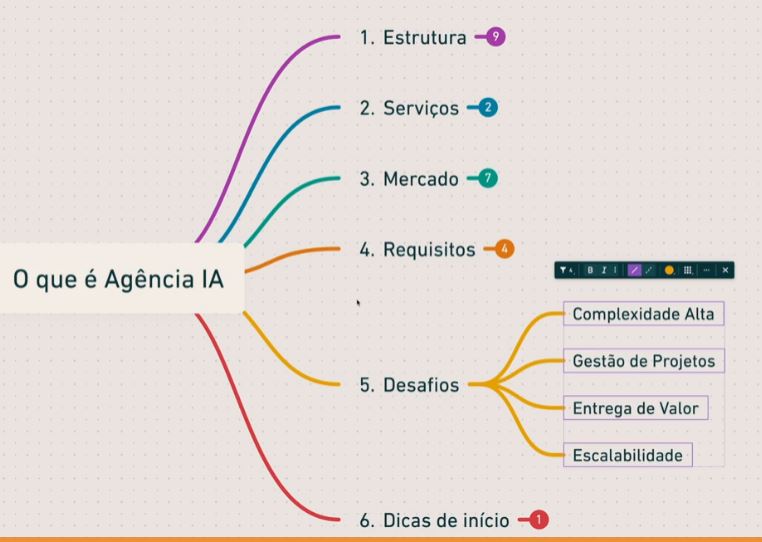 1. Estrutura 9
2. Serviços 2
3. Mercado 7
4. Requisitos 4
O que é Agência IA
B I
Complexidade Alta
Gestão de Projetos
5. Desafios
Entrega de Valor
Escalabilidade
6. Dicas de início 1